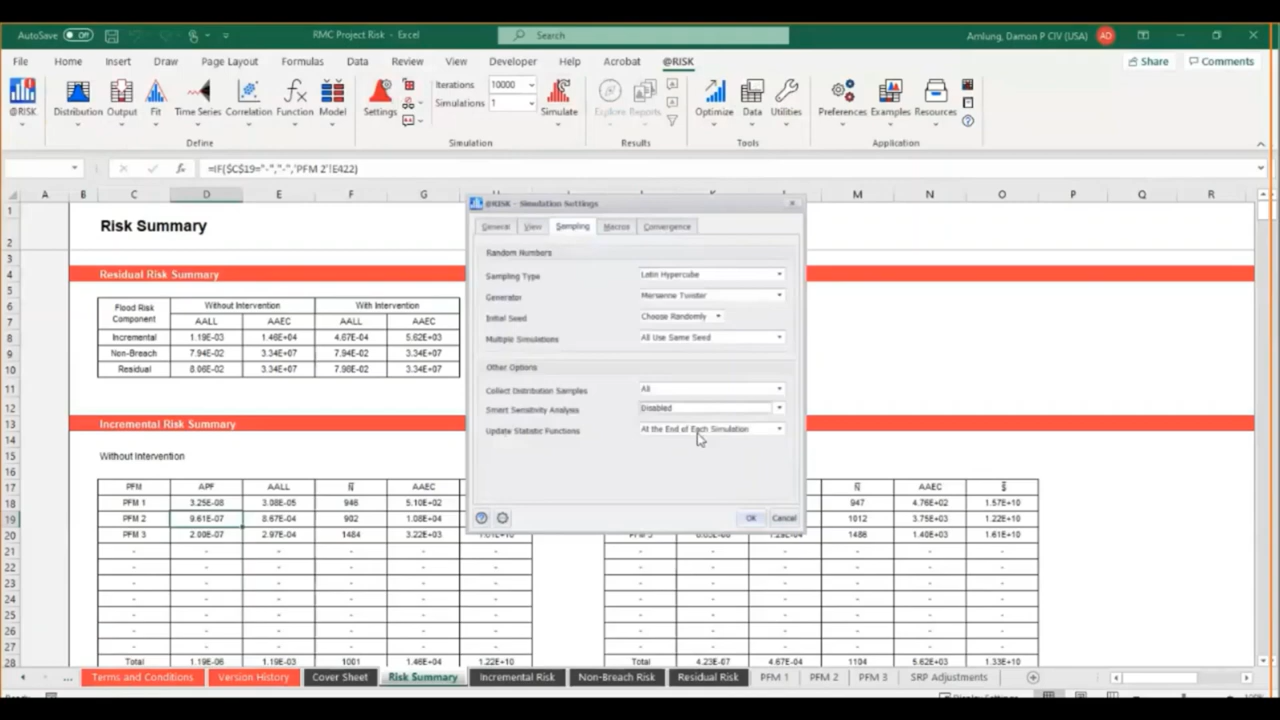 AutoSave Off RMC Project Risk - Excel Search Amlung, Damon P CIV (USA) AD
File Home Insert Draw Page Layout Formulas Data Review View Developer Help Acrobat @RISK Share Comments
Iterations 10000
Simulations 1
@RISK Distribution Output Fit Time Series Correlation Function Model Settings Simulate Explore Reports Optimize Data Utilities Preferences Examples Resources
Define Simulation Results Tools Application
=IF($C$19="-","-",'PFM 2'!E422)
A B C D E F G M N O P Q R
Risk Summary
Residual Risk Summary
Flood Risk Component Without Intervention With Intervention
AALL AAEC AALL AAEC
Incremental 1.19E-03 1.46E+04 4.67E-04 5.62E+03
Non-Breach 7.94E-02 3.34E+07 7.94E-02 3.34E+07
Residual 8.06E-02 3.34E+07 7.98E-02 3.34E+07
Incremental Risk Summary
Without Intervention
PFM APF AALL N̄ AAEC N̄ AAEC $̄
PFM 1 3.25E-08 3.08E-05 946 5.10E+02 947 4.76E+02 1.57E+10
PFM 2 9.61E-07 8.67E-04 902 1.08E+04 1012 3.75E+03 1.22E+10
PFM 3 2.00E-07 2.97E-04 1484 3.22E+03 1486 1.40E+03 1.61E+10
Total 1.19E-06 1.19E-03 1001 1.46E+04 1.22E+10 4.23E-07 4.67E-04 1104 5.62E+03 1.33E+10
@RISK - Simulation Settings
General View Sampling Macros Convergence
Random Numbers
Sampling Type Latin Hypercube
Generator Mersenne Twister
Initial Seed Choose Randomly
Multiple Simulations All Use Same Seed
Other Options
Collect Distribution Samples All
Smart Sensitivity Analysis Disabled
Update Statistic Functions At the End of Each Simulation
OK Cancel
Terms and Conditions Version History Cover Sheet Risk Summary Incremental Risk Non-Breach Risk Residual Risk PFM 1 PFM 2 PFM 3 SRP Adjustments